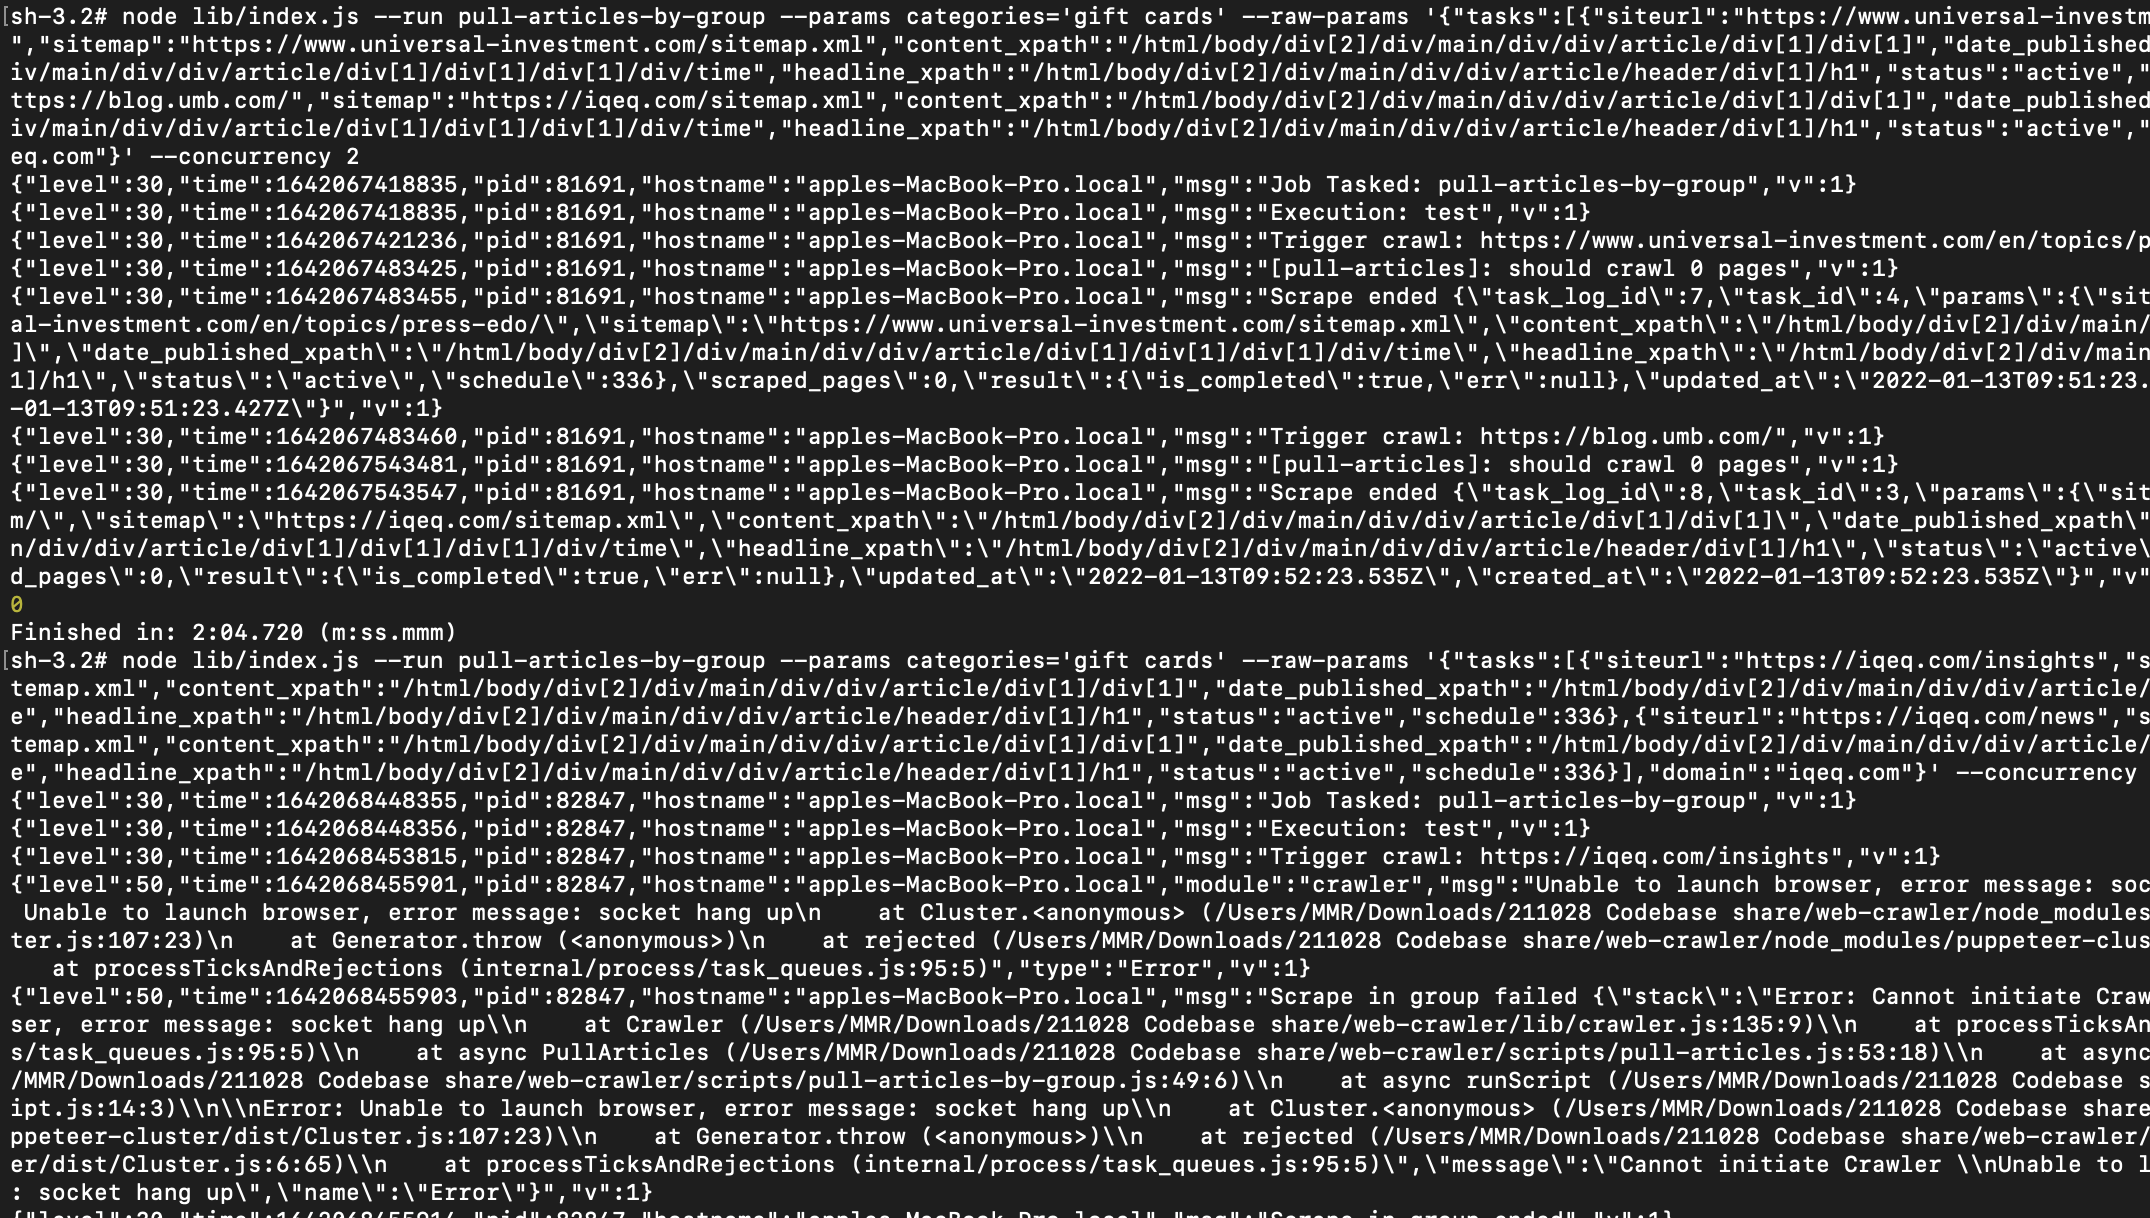 [sh-3.2# node lib/index.js --run pull-articles-by-group --params categories='gift cards' --raw-params '{"tasks":[{"siteurl":"https://www.universal-investm
","sitemap":"https://www.universal-investment.com/sitemap.xml","content_xpath":"/html/body/div[2]/div/main/div/div/article/div[1]/div[1]","date_published
iv/main/div/div/article/div[1]/div[1]/div[1]/div/time","headline_xpath":"/html/body/div[2]/div/main/div/div/article/header/div[1]/h1","status":"active","
ttps://blog.umb.com/","sitemap":"https://iqeq.com/sitemap.xml","content_xpath":"/html/body/div[2]/div/main/div/div/article/div[1]/div[1]","date_published
iv/main/div/div/article/div[1]/div[1]/div[1]/div/time","headline_xpath":"/html/body/div[2]/div/main/div/div/article/header/div[1]/h1","status":"active","
eq.com"}' --concurrency 2
{"level":30,"time":1642067418835,"pid":81691,"hostname":"apples-MacBook-Pro.local","msg":"Job Tasked: pull-articles-by-group","v":1}
{"level":30,"time":1642067418835,"pid":81691,"hostname":"apples-MacBook-Pro.local","msg":"Execution: test","v":1}
{"level":30,"time":1642067421236,"pid":81691,"hostname":"apples-MacBook-Pro.local","msg":"Trigger crawl: https://www.universal-investment.com/en/topics/p
{"level":30,"time":1642067483425,"pid":81691,"hostname":"apples-MacBook-Pro.local","msg":"[pull-articles]: should crawl 0 pages","v":1}
{"level":30,"time":1642067483455,"pid":81691,"hostname":"apples-MacBook-Pro.local","msg":"Scrape ended {\"task_log_id\":7,\"task_id\":4,\"params\":{\"sit
al-investment.com/en/topics/press-edo/\",\"sitemap\":\"https://www.universal-investment.com/sitemap.xml\",\"content_xpath\":\"/html/body/div[2]/div/main/
]\",\"date_published_xpath\":\"/html/body/div[2]/div/main/div/div/article/div[1]/div[1]/div[1]/div/time\",\"headline_xpath\":\"/html/body/div[2]/div/main
1]/h1\",\"status\":\"active\",\"schedule\":336},\"scraped_pages\":0,\"result\":{\"is_completed\":true,\"err\":null},\"updated_at\":\"2022-01-13T09:51:23.
-01-13T09:51:23.427Z\"}","v":1}
{"level":30,"time":1642067483460,"pid":81691,"hostname":"apples-MacBook-Pro.local","msg":"Trigger crawl: https://blog.umb.com/","v":1}
{"level":30,"time":1642067543481,"pid":81691,"hostname":"apples-MacBook-Pro.local","msg":"[pull-articles]: should crawl 0 pages","v":1}
{"level":30,"time":1642067543547,"pid":81691,"hostname":"apples-MacBook-Pro.local","msg":"Scrape ended {\"task_log_id\":8,\"task_id\":3,\"params\":{\"sit
m/\",\"sitemap\":\"https://iqeq.com/sitemap.xml\",\"content_xpath\":\"/html/body/div[2]/div/main/div/div/article/div[1]/div[1]\",\"date_published_xpath\"
n/div/div/article/div[1]/div[1]/div[1]/div/time\",\"headline_xpath\":\"/html/body/div[2]/div/main/div/div/article/header/div[1]/h1\",\"status\":\"active\
d_pages\":0,\"result\":{\"is_completed\":true,\"err\":null},\"updated_at\":\"2022-01-13T09:52:23.535Z\",\"created_at\":\"2022-01-13T09:52:23.535Z\"}","v"
0
Finished in: 2:04.720 (m:ss.mmm)
[sh-3.2# node lib/index.js --run pull-articles-by-group --params categories='gift cards' --raw-params '{"tasks":[{"siteurl":"https://iqeq.com/insights","s
temap.xml","content_xpath":"/html/body/div[2]/div/main/div/div/article/div[1]/div[1]","date_published_xpath":"/html/body/div[2]/div/main/div/div/article/
e","headline_xpath":"/html/body/div[2]/div/main/div/div/article/header/div[1]/h1","status":"active","schedule":336},{"siteurl":"https://iqeq.com/news","s
temap.xml","content_xpath":"/html/body/div[2]/div/main/div/div/article/div[1]/div[1]","date_published_xpath":"/html/body/div[2]/div/main/div/div/article/
e","headline_xpath":"/html/body/div[2]/div/main/div/div/article/header/div[1]/h1","status":"active","schedule":336}],"domain":"iqeq.com"}' --concurrency
{"level":30,"time":1642068448355,"pid":82847,"hostname":"apples-MacBook-Pro.local","msg":"Job Tasked: pull-articles-by-group","v":1}
{"level":30,"time":1642068448356,"pid":82847,"hostname":"apples-MacBook-Pro.local","msg":"Execution: test","v":1}
{"level":30,"time":1642068453815,"pid":82847,"hostname":"apples-MacBook-Pro.local","msg":"Trigger crawl: https://iqeq.com/insights","v":1}
{"level":50,"time":1642068455901,"pid":82847,"hostname":"apples-MacBook-Pro.local","module":"crawler","msg":"Unable to launch browser, error message: soc
 Unable to launch browser, error message: socket hang up\n    at Cluster.<anonymous> (/Users/MMR/Downloads/211028 Codebase share/web-crawler/node_modules
ter.js:107:23)\n    at Generator.throw (<anonymous>)\n    at rejected (/Users/MMR/Downloads/211028 Codebase share/web-crawler/node_modules/puppeteer-clus
   at processTicksAndRejections (internal/process/task_queues.js:95:5)","type":"Error","v":1}
{"level":50,"time":1642068455903,"pid":82847,"hostname":"apples-MacBook-Pro.local","msg":"Scrape in group failed {\"stack\":\"Error: Cannot initiate Craw
ser, error message: socket hang up\\n    at Crawler (/Users/MMR/Downloads/211028 Codebase share/web-crawler/lib/crawler.js:135:9)\\n    at processTicksAn
s/task_queues.js:95:5)\\n    at async PullArticles (/Users/MMR/Downloads/211028 Codebase share/web-crawler/scripts/pull-articles.js:53:18)\\n    at async
/MMR/Downloads/211028 Codebase share/web-crawler/scripts/pull-articles-by-group.js:49:6)\\n    at async runScript (/Users/MMR/Downloads/211028 Codebase s
ipt.js:14:3)\\n\\nError: Unable to launch browser, error message: socket hang up\\n    at Cluster.<anonymous> (/Users/MMR/Downloads/211028 Codebase share
ppeteer-cluster/dist/Cluster.js:107:23)\\n    at Generator.throw (<anonymous>)\\n    at rejected (/Users/MMR/Downloads/211028 Codebase share/web-crawler/
er/dist/Cluster.js:6:65)\\n    at processTicksAndRejections (internal/process/task_queues.js:95:5)\",\"message\":\"Cannot initiate Crawler \\nUnable to l
: socket hang up\",\"name\":\"Error\"}","v":1}
{"level":30,"time":1642068455914,"pid":82847,"hostname":"apples-MacBook-Pro.local","msg":"Scrape in group ended","v":1}